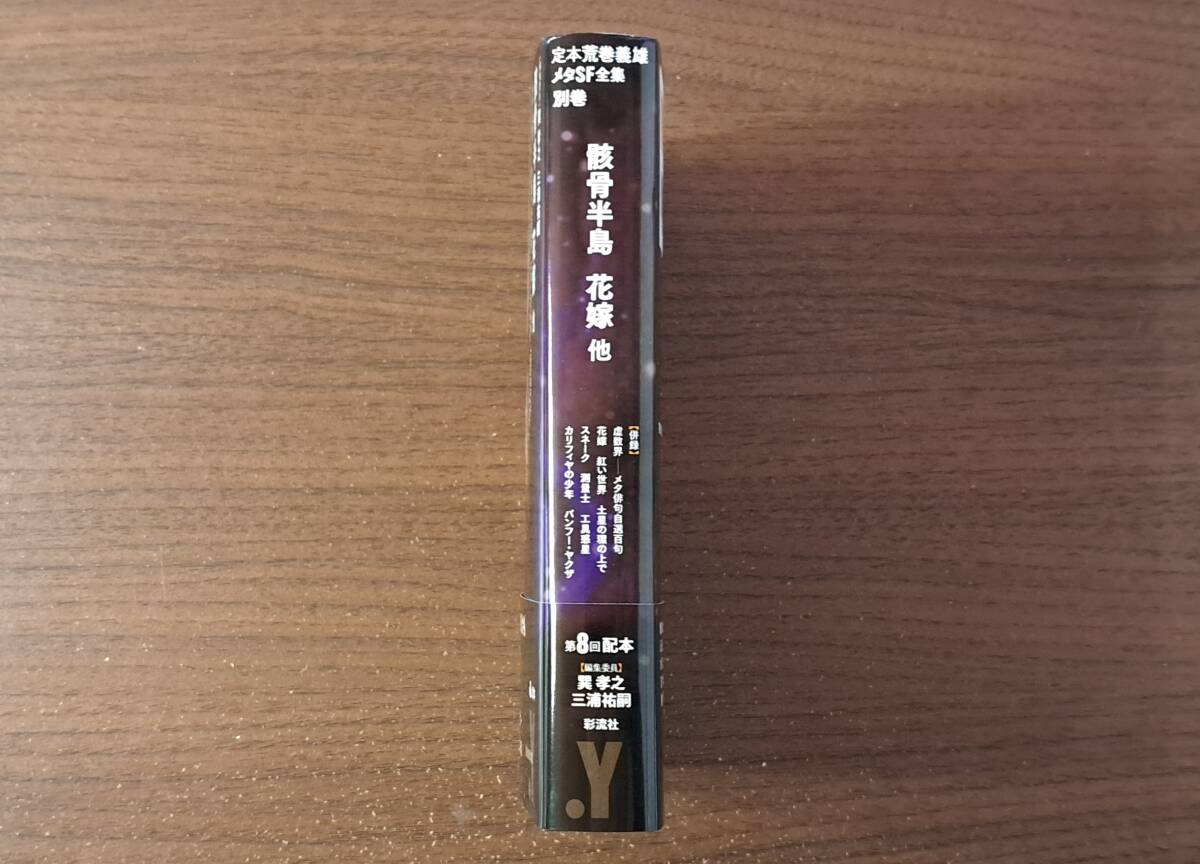 定本荒巻義雄
メタSF全集
別巻
骸骨半島 花嫁 他
【併録】
虚数界——メタ俳句自選百句
花嫁 紅い世界 土星の環の上で
スネーク 測量士 工具惑星
カリフィヤの少年 バンフー・ヤクザ
第8回配本
【編集委員】
巽 孝之
三浦祐嗣
彩流社
.Y